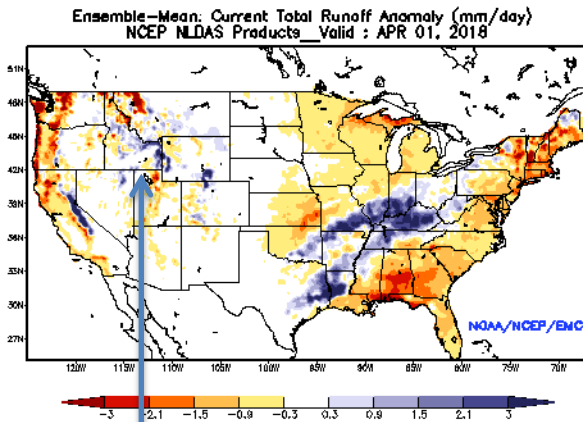 Ensemble-Mean: Current Total Runoff Anomaly (mm/day)
NCEP NLDAS Products__Valid : APR 01, 2018
51N
48N
45N
42N
39N
36N
33N
30N
27N
NOAA/NCEP/EMC
120W 115W 110W 105W 100W 95W 90W 85W 80W 75W 70W
-3 -2.1 -1.5 -0.9 -0.3 0.3 0.9 1.5 2.1 3